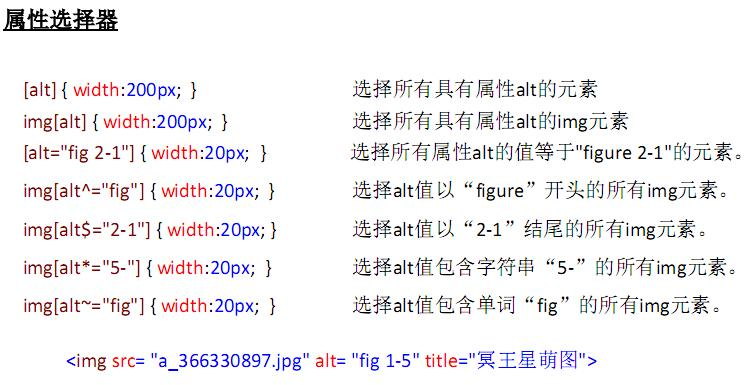 属性选择器
[alt] { width:200px;  } 选择所有具有属性alt的元素
img[alt] { width:200px;  } 选择所有具有属性alt的img元素
[alt="fig 2-1"] { width:20px;  } 选择所有属性alt的值等于"figure 2-1"的元素。
img[alt^="fig"] { width:20px;  } 选择alt值以“figure”开头的所有img元素。
img[alt$="2-1"] { width:20px; } 选择alt值以“2-1”结尾的所有img元素。
img[alt*="5-"] { width:20px;  } 选择alt值包含字符串“5-”的所有img元素。
img[alt~="fig"] { width:20px;  } 选择alt值包含单词“fig”的所有img元素。
<img src= "a_366330897.jpg" alt= "fig 1-5" title="冥王星萌图">